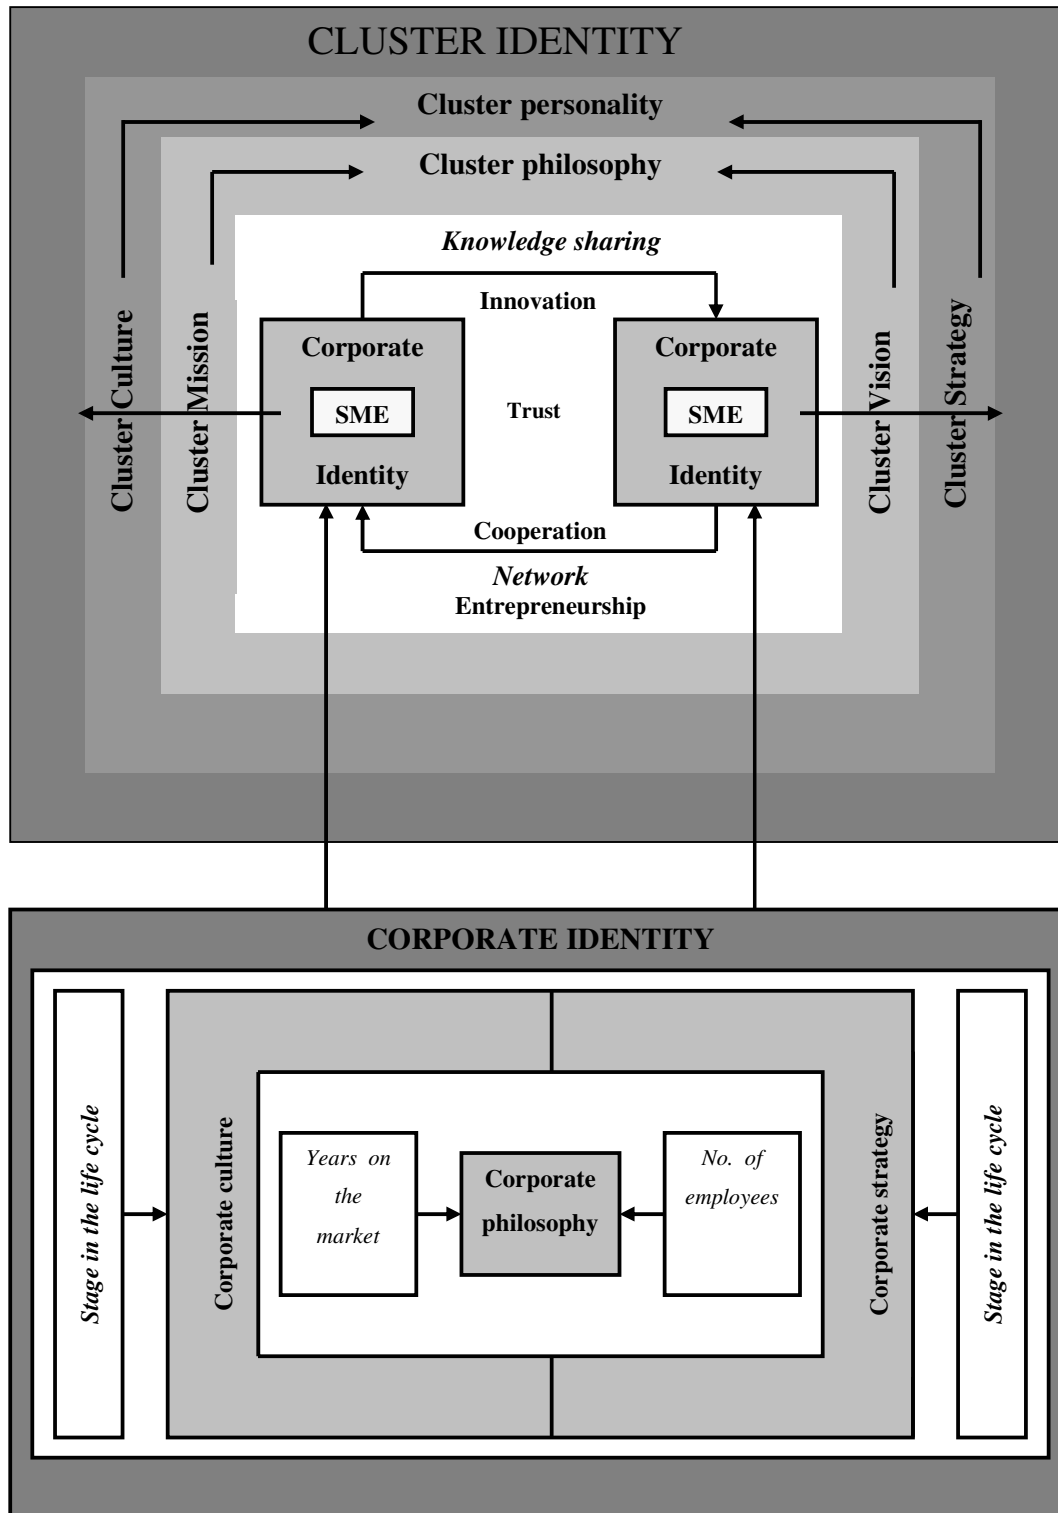 CLUSTER IDENTITY
Cluster personality
Cluster philosophy
Knowledge sharing
Innovation
Cluster Culture
Cluster Mission
Corporate
SME
Identity
Trust
Corporate
SME
Identity
Cluster Vision
Cluster Strategy
Cooperation
Network
Entrepreneurship
CORPORATE IDENTITY
Stage in the life cycle
Corporate culture
Years on
the
market
Corporate
philosophy
No. of
employees
Corporate strategy
Stage in the life cycle